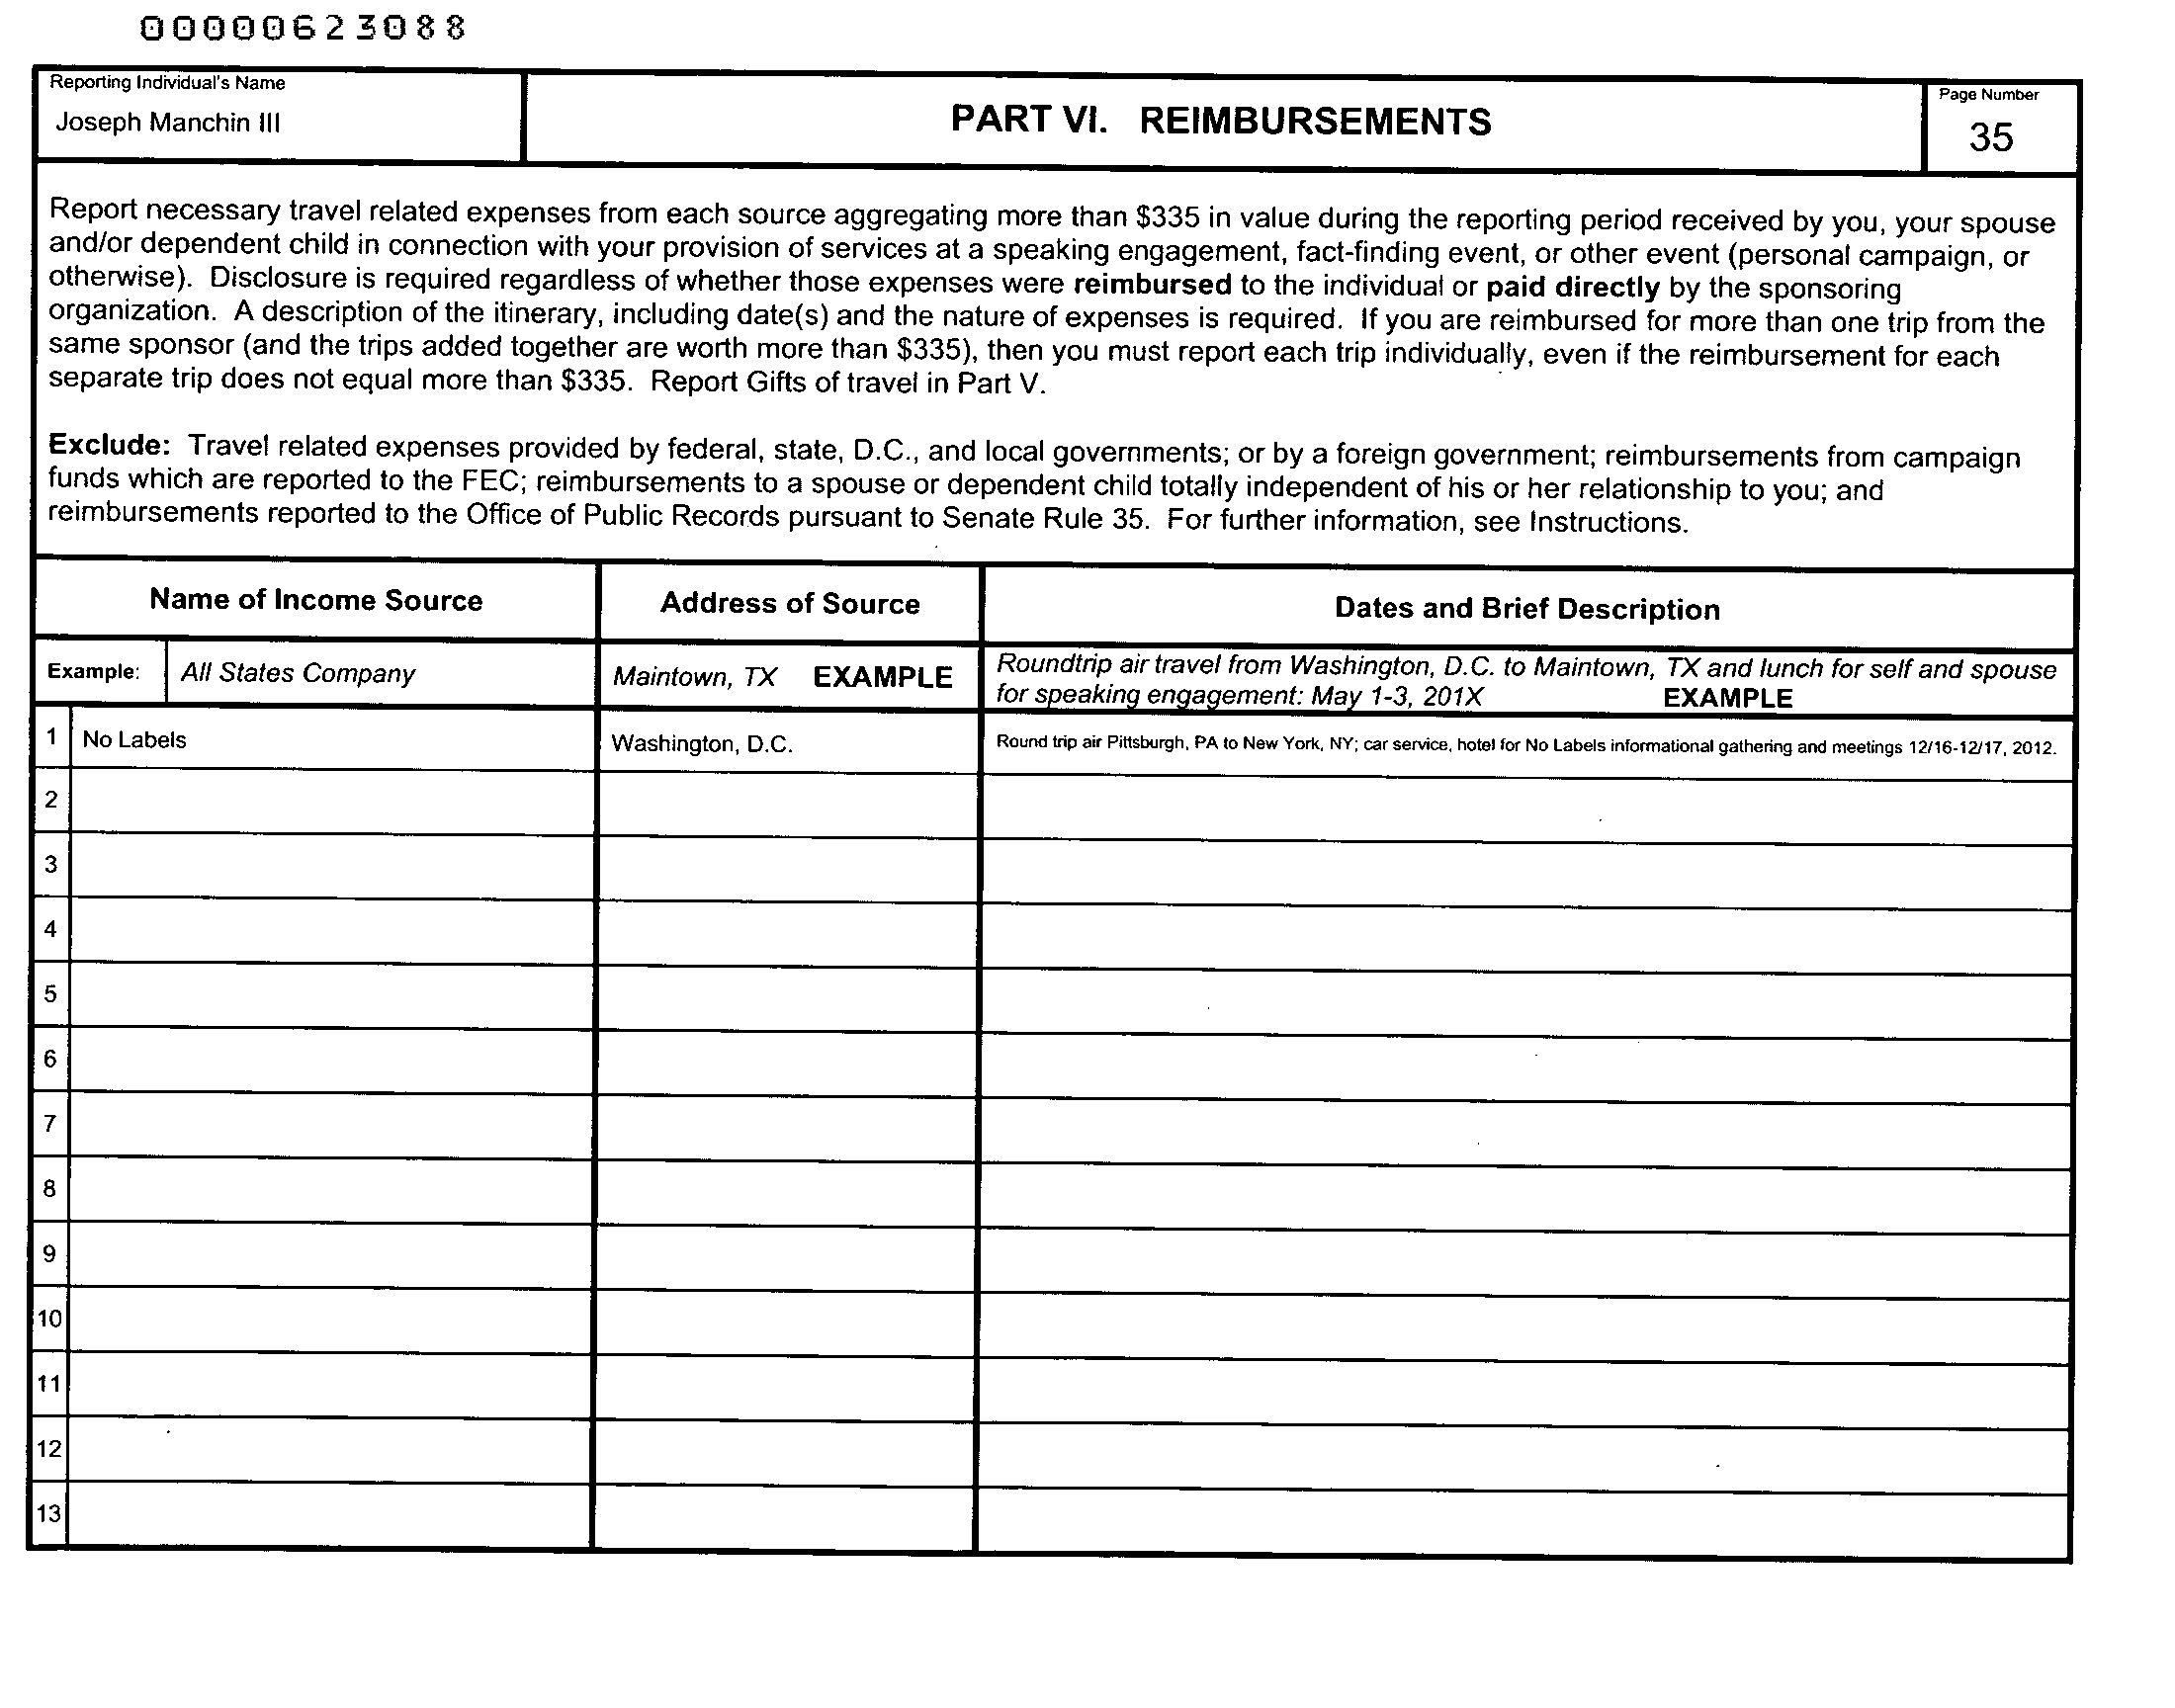 00000623088
Reporting Individual's Name
Joseph Manchin III
PART VI. REIMBURSEMENTS
Page Number
35
Report necessary travel related expenses from each source aggregating more than $335 in value during the reporting period received by you, your spouse
and/or dependent child in connection with your provision of services at a speaking engagement, fact-finding event, or other event (personal campaign, or
otherwise). Disclosure is required regardless of whether those expenses were reimbursed to the individual or paid directly by the sponsoring
organization. A description of the itinerary, including date(s) and the nature of expenses is required. If you are reimbursed for more than one trip from the
same sponsor (and the trips added together are worth more than $335), then you must report each trip individually, even if the reimbursement for each
separate trip does not equal more than $335. Report Gifts of travel in Part V.
Exclude: Travel related expenses provided by federal, state, D.C., and local governments; or by a foreign government; reimbursements from campaign
funds which are reported to the FEC; reimbursements to a spouse or dependent child totally independent of his or her relationship to you; and
reimbursements reported to the Office of Public Records pursuant to Senate Rule 35. For further information, see Instructions.
Name of Income Source Address of Source Dates and Brief Description
Example: All States Company Maintown, TX EXAMPLE Roundtrip air travel from Washington, D.C. to Maintown, TX and lunch for self and spouse
for speaking engagement: May 1-3, 201X EXAMPLE
1 No Labels Washington, D.C. Round trip air Pittsburgh, PA to New York, NY; car service, hotel for No Labels informational gathering and meetings 12/16-12/17, 2012.
2
3
4
5
6
7
8
9
10
11
12
13